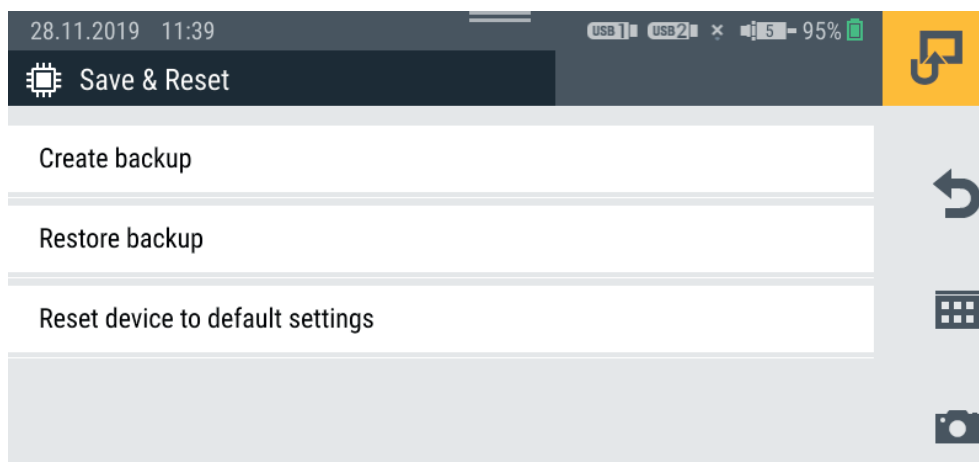 28.11.2019 11:39 USB 1 USB 2 5 95%
Save & Reset
Create backup
Restore backup
Reset device to default settings